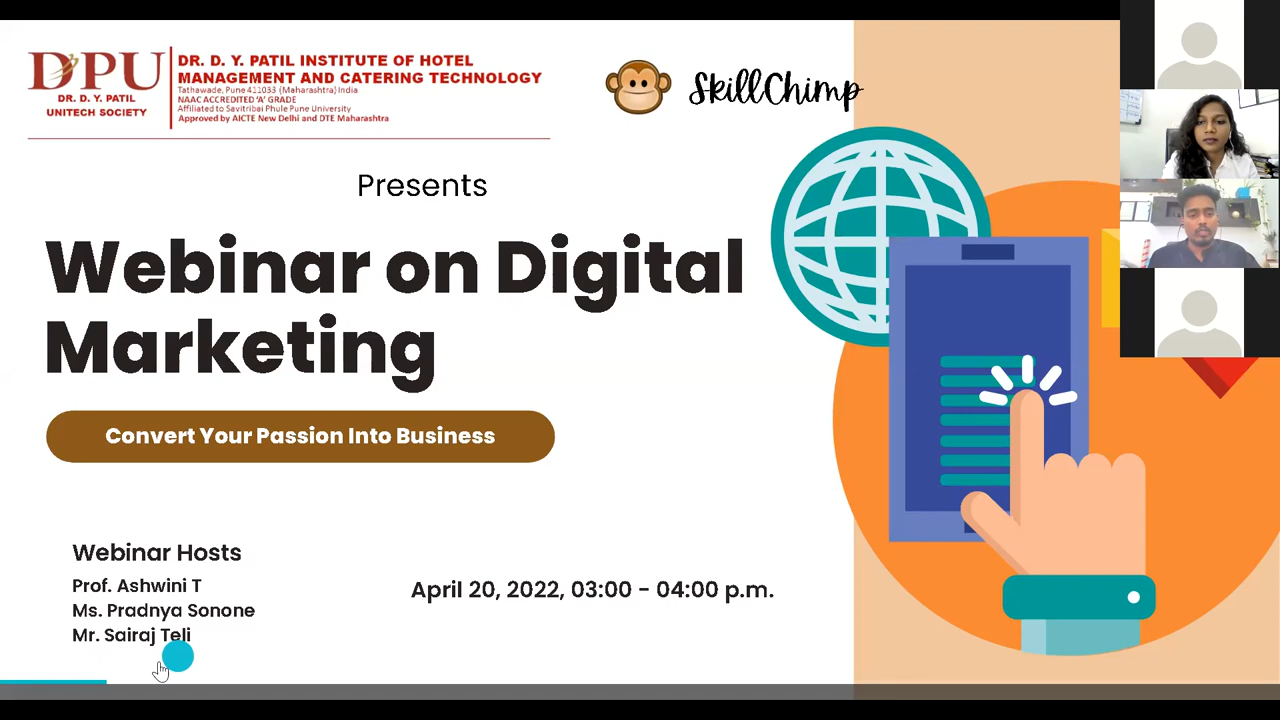 DPU
DR. D. Y. PATIL
UNITECH SOCIETY
DR. D. Y. PATIL INSTITUTE OF HOTEL
MANAGEMENT AND CATERING TECHNOLOGY
Tathawade, Pune 411033 (Maharashtra) India
NAAC ACCREDITED 'A' GRADE
Affiliated to Savitribai Phule Pune University
Approved by AICTE New Delhi and DTE Maharashtra
SkillChimp
Presents
Webinar on Digital
Marketing
Convert Your Passion Into Business
Webinar Hosts
Prof. Ashwini T
Ms. Pradnya Sonone
Mr. Sairaj Teli
April 20, 2022, 03:00 - 04:00 p.m.